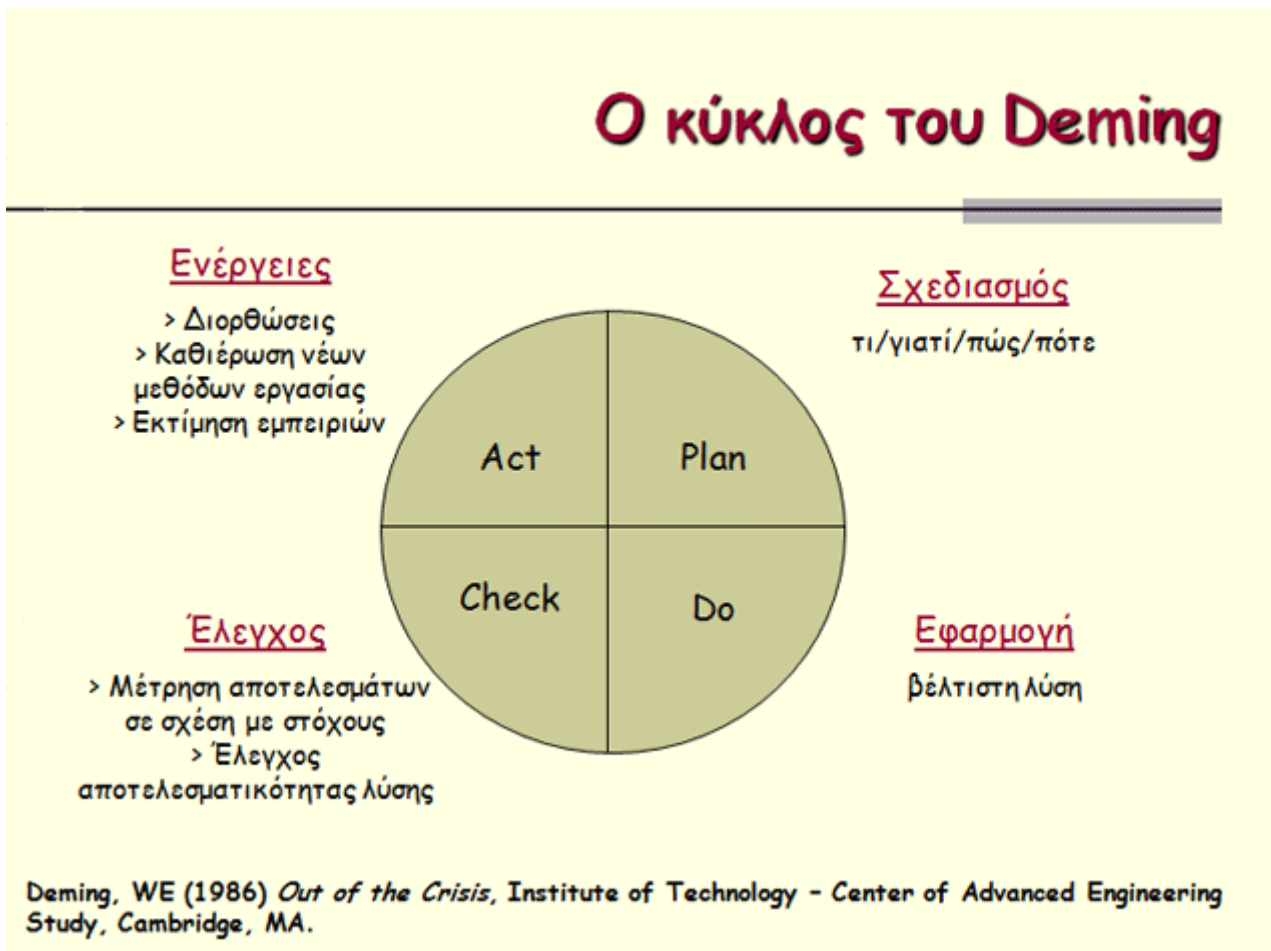 Ο κύκλος του Deming
Ενέργειες
> Διορθώσεις
> Καθιέρωση νέων
μεθόδων εργασίας
> Εκτίμηση εμπειριών
Σχεδιασμός
τι/γιατί/πώς/πότε
Act
Plan
Check
Do
Έλεγχος
> Μέτρηση αποτελεσμάτων
σε σχέση με στόχους
> Έλεγχος
αποτελεσματικότητας λύσης
Εφαρμογή
βέλτιστη λύση
Deming, WE (1986) Out of the Crisis, Institute of Technology – Center of Advanced Engineering
Study, Cambridge, MA.